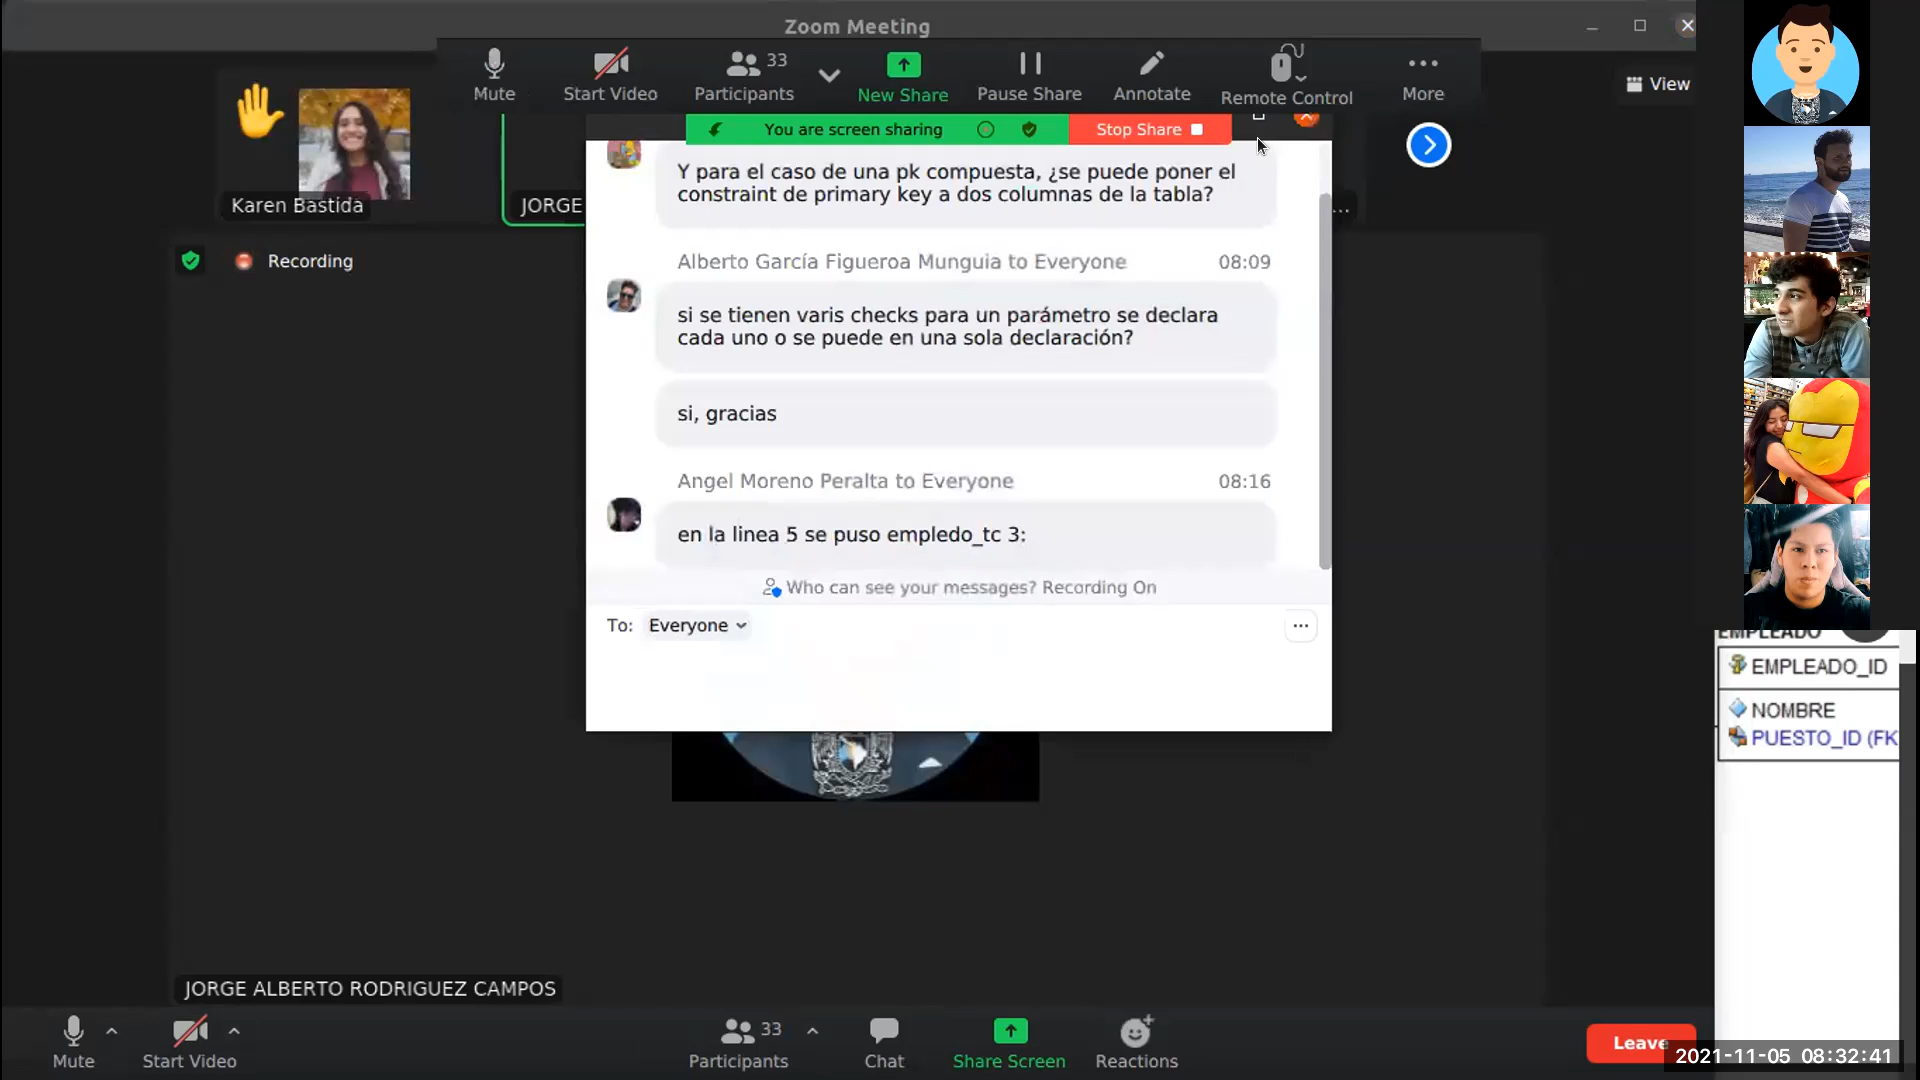 Zoom Meeting
Mute
Start Video
33
Participants
New Share
Pause Share
Annotate
Remote Control
More
View
You are screen sharing
Stop Share
Karen Bastida
JORGE
...
Recording
Y para el caso de una pk compuesta, ¿se puede poner el
constraint de primary key a dos columnas de la tabla?
Alberto García Figueroa Munguia to Everyone 08:09
si se tienen varis checks para un parámetro se declara
cada uno o se puede en una sola declaración?
si, gracias
Angel Moreno Peralta to Everyone 08:16
en la linea 5 se puso empledo_tc 3:
Who can see your messages? Recording On
To: Everyone
EMPLEADO
EMPLEADO_ID
NOMBRE
PUESTO_ID (FK
JORGE ALBERTO RODRIGUEZ CAMPOS
Mute
Start Video
33
Participants
Chat
Share Screen
Reactions
Leave
2021-11-05 08:32:41